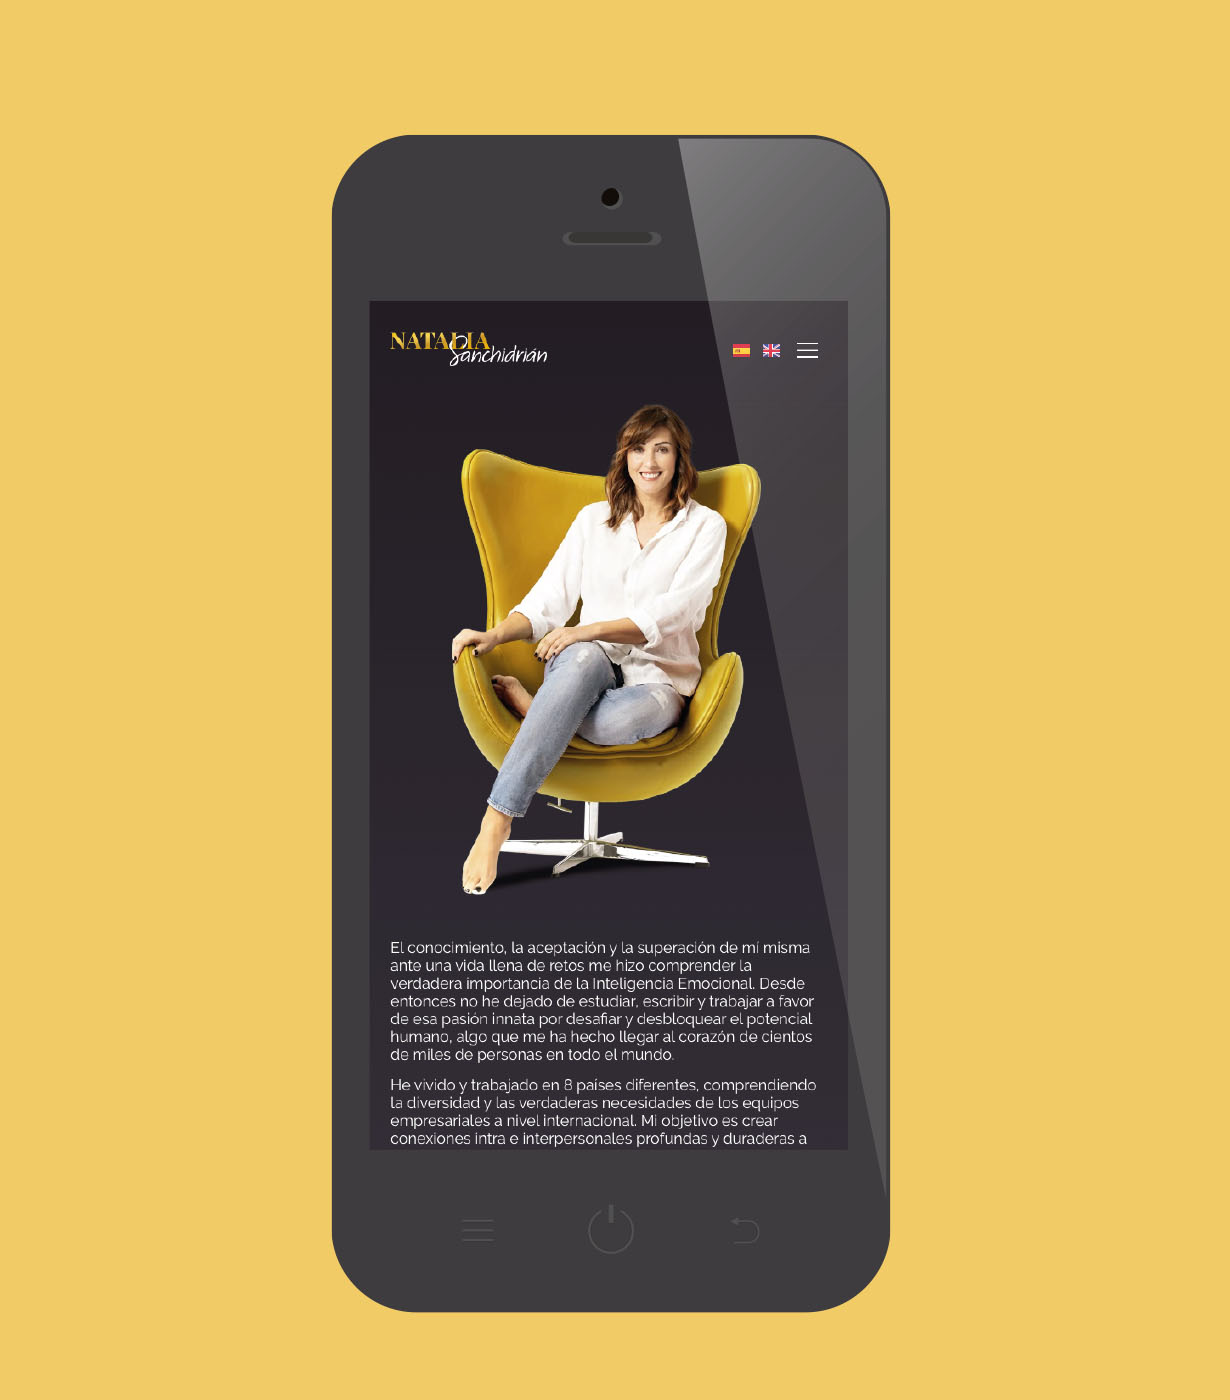 NATALIA
Sanchidrián
El conocimiento, la aceptación y la superación de mí misma
ante una vida llena de retos me hizo comprender la
verdadera importancia de la Inteligencia Emocional. Desde
entonces no he dejado de estudiar, escribir y trabajar a favor
de esa pasión innata por desafiar y desbloquear el potencial
humano, algo que me ha hecho llegar al corazón de cientos
de miles de personas en todo el mundo.
He vivido y trabajado en 8 países diferentes, comprendiendo
la diversidad y las verdaderas necesidades de los equipos
empresariales a nivel internacional. Mi objetivo es crear
conexiones intra e interpersonales profundas y duraderas a